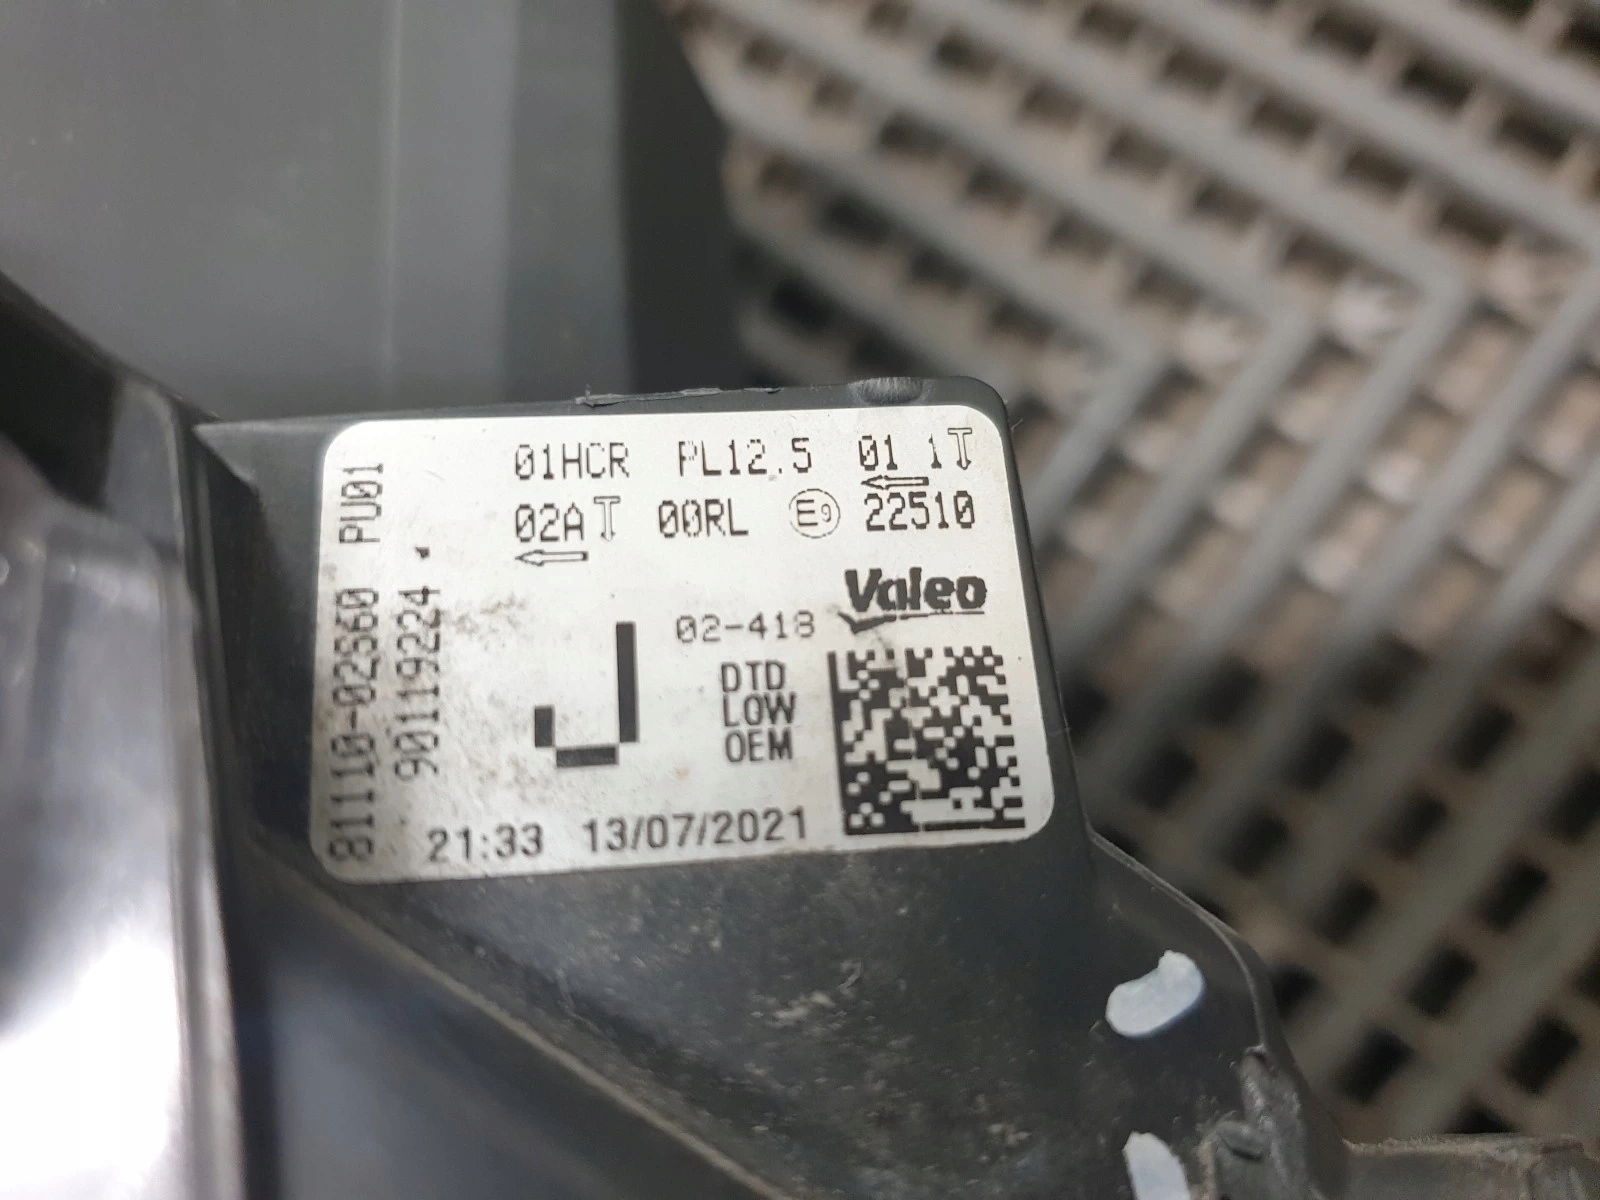 01HCR PL12.5 01 1
02A 00RL E9 22510
Valeo
02-418
J
DTD
LOW
OEM
21:33 13/07/2021
81110-02S60 PU01
90119224